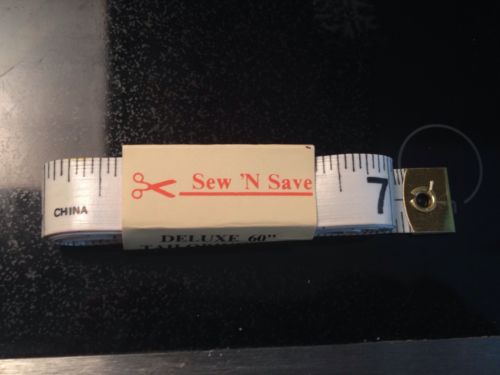 CHINA
Sew 'N Save
7
DELUXE 60"